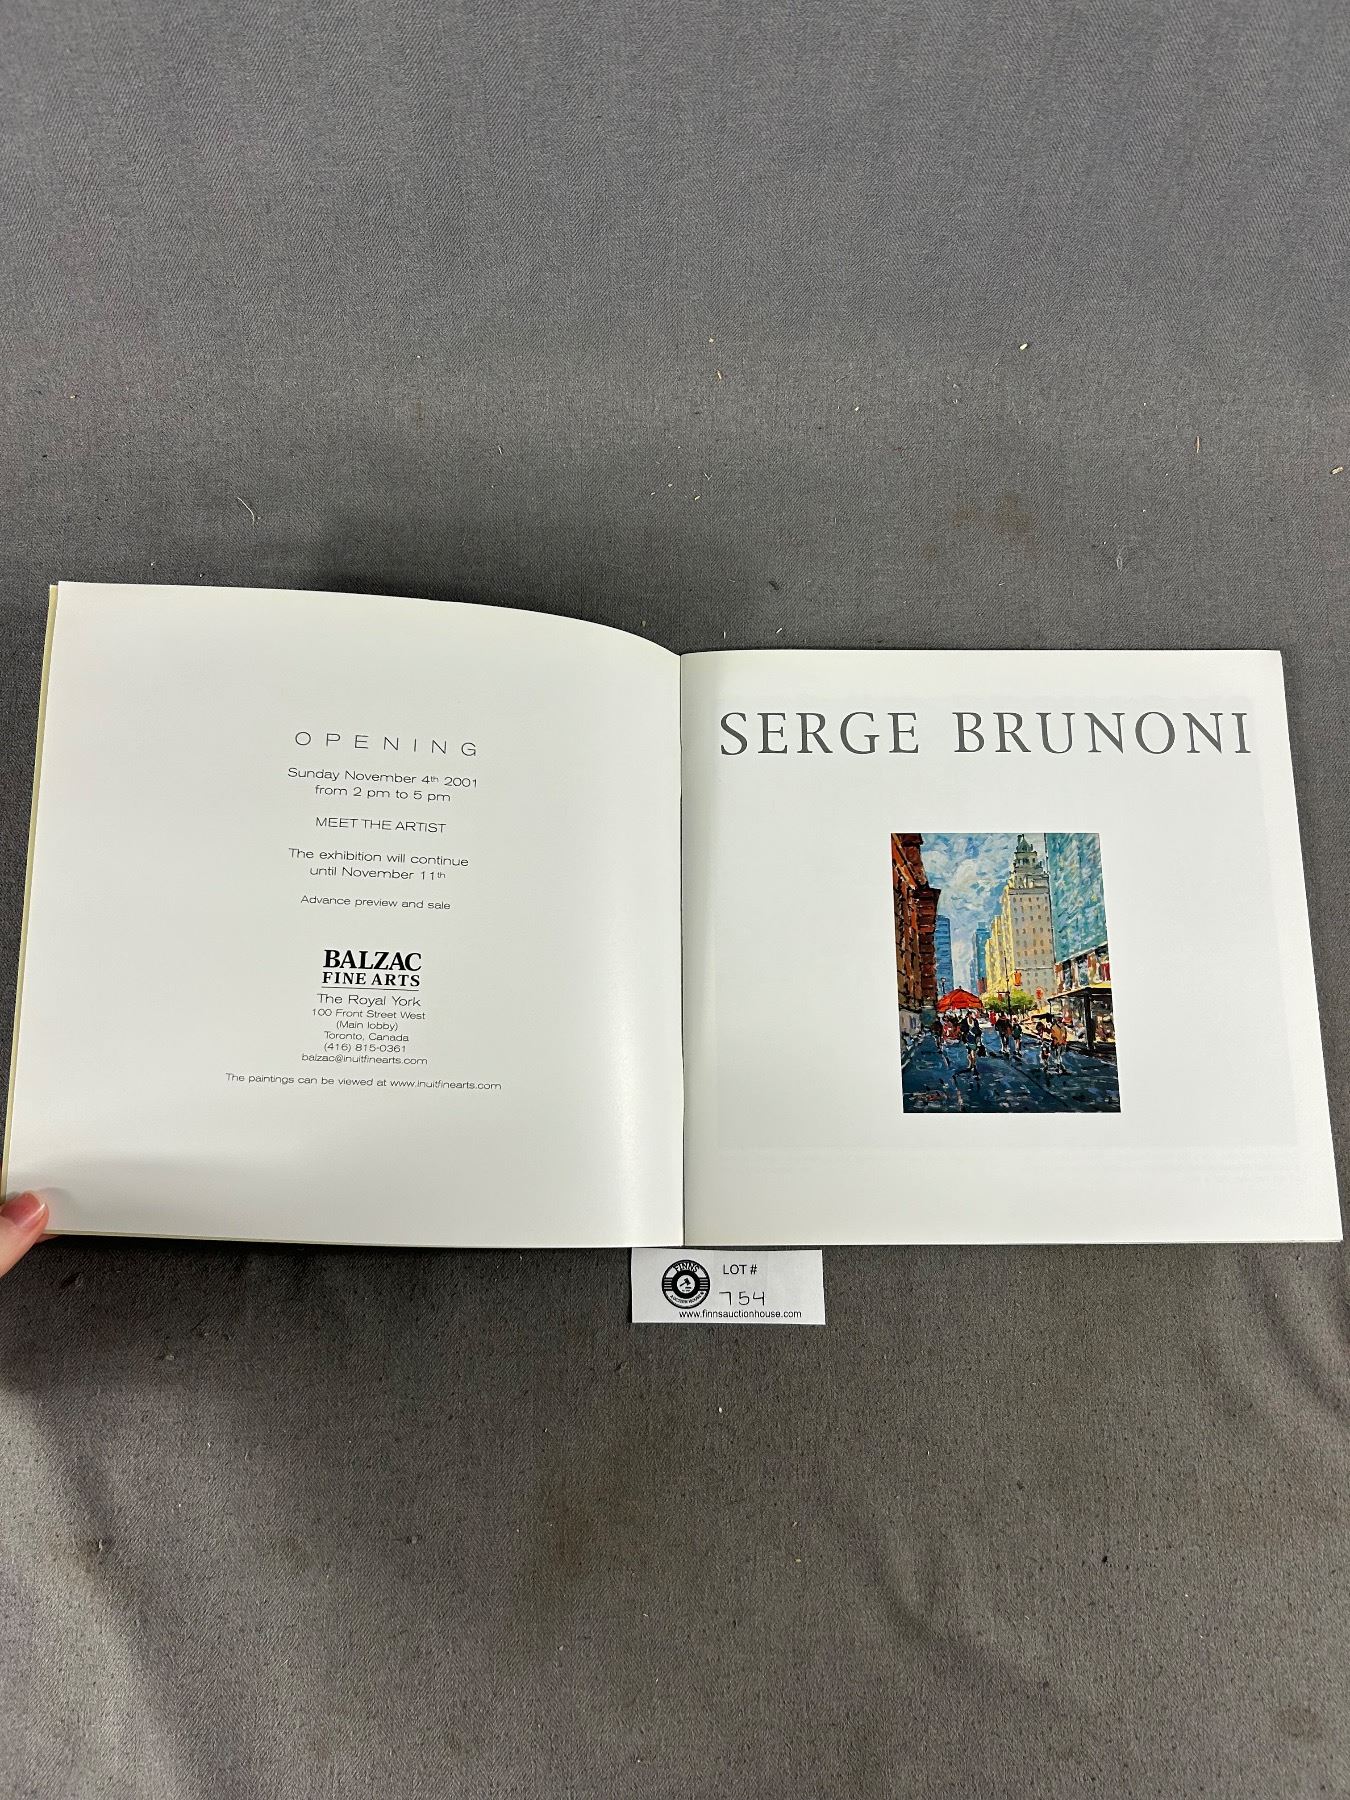 OPENING
Sunday November 4th 2001
from 2 pm to 5 pm
MEET THE ARTIST
The exhibition will continue
until November 11th
Advance preview and sale
BALZAC
FINE ARTS
The Royal York
100 Front Street West
(Main lobby)
Toronto, Canada
(416) 815-0361
balzac@inuitfinearts.com
The paintings can be viewed at www.inuitfinearts.com
SERGE BRUNONI
FINNS
AUCTION HOUSE
LOT #
754
www.finnsauctionhouse.com